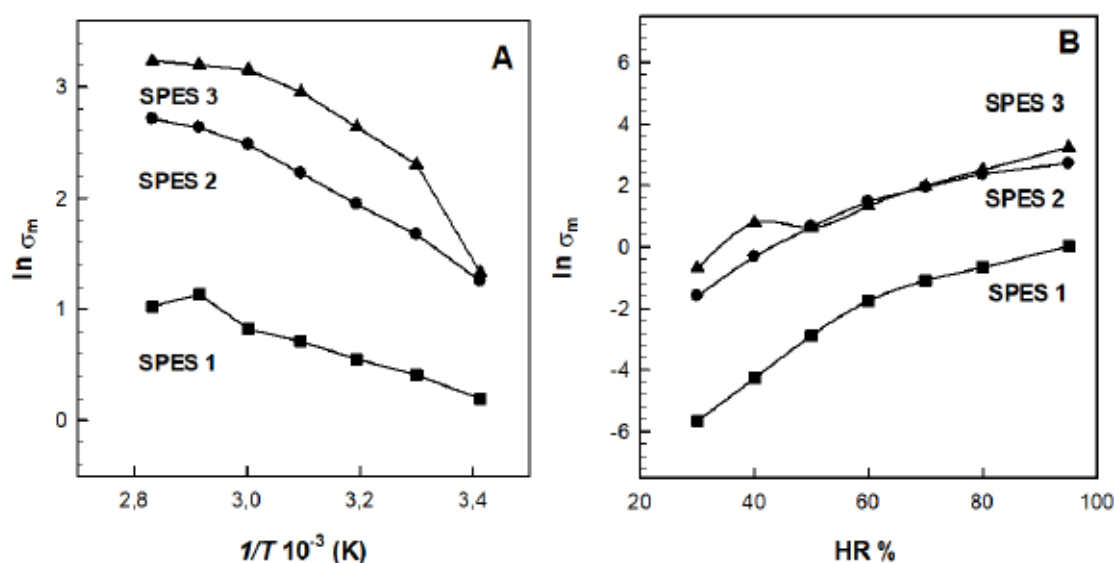 A
3
2
1
0
ln σm
SPES 3
SPES 2
SPES 1
2,8
3,0
3,2
3,4
1/T 10-3 (K)
B
6
4
2
0
-2
-4
-6
ln σm
SPES 3
SPES 2
SPES 1
20
40
60
80
100
HR %